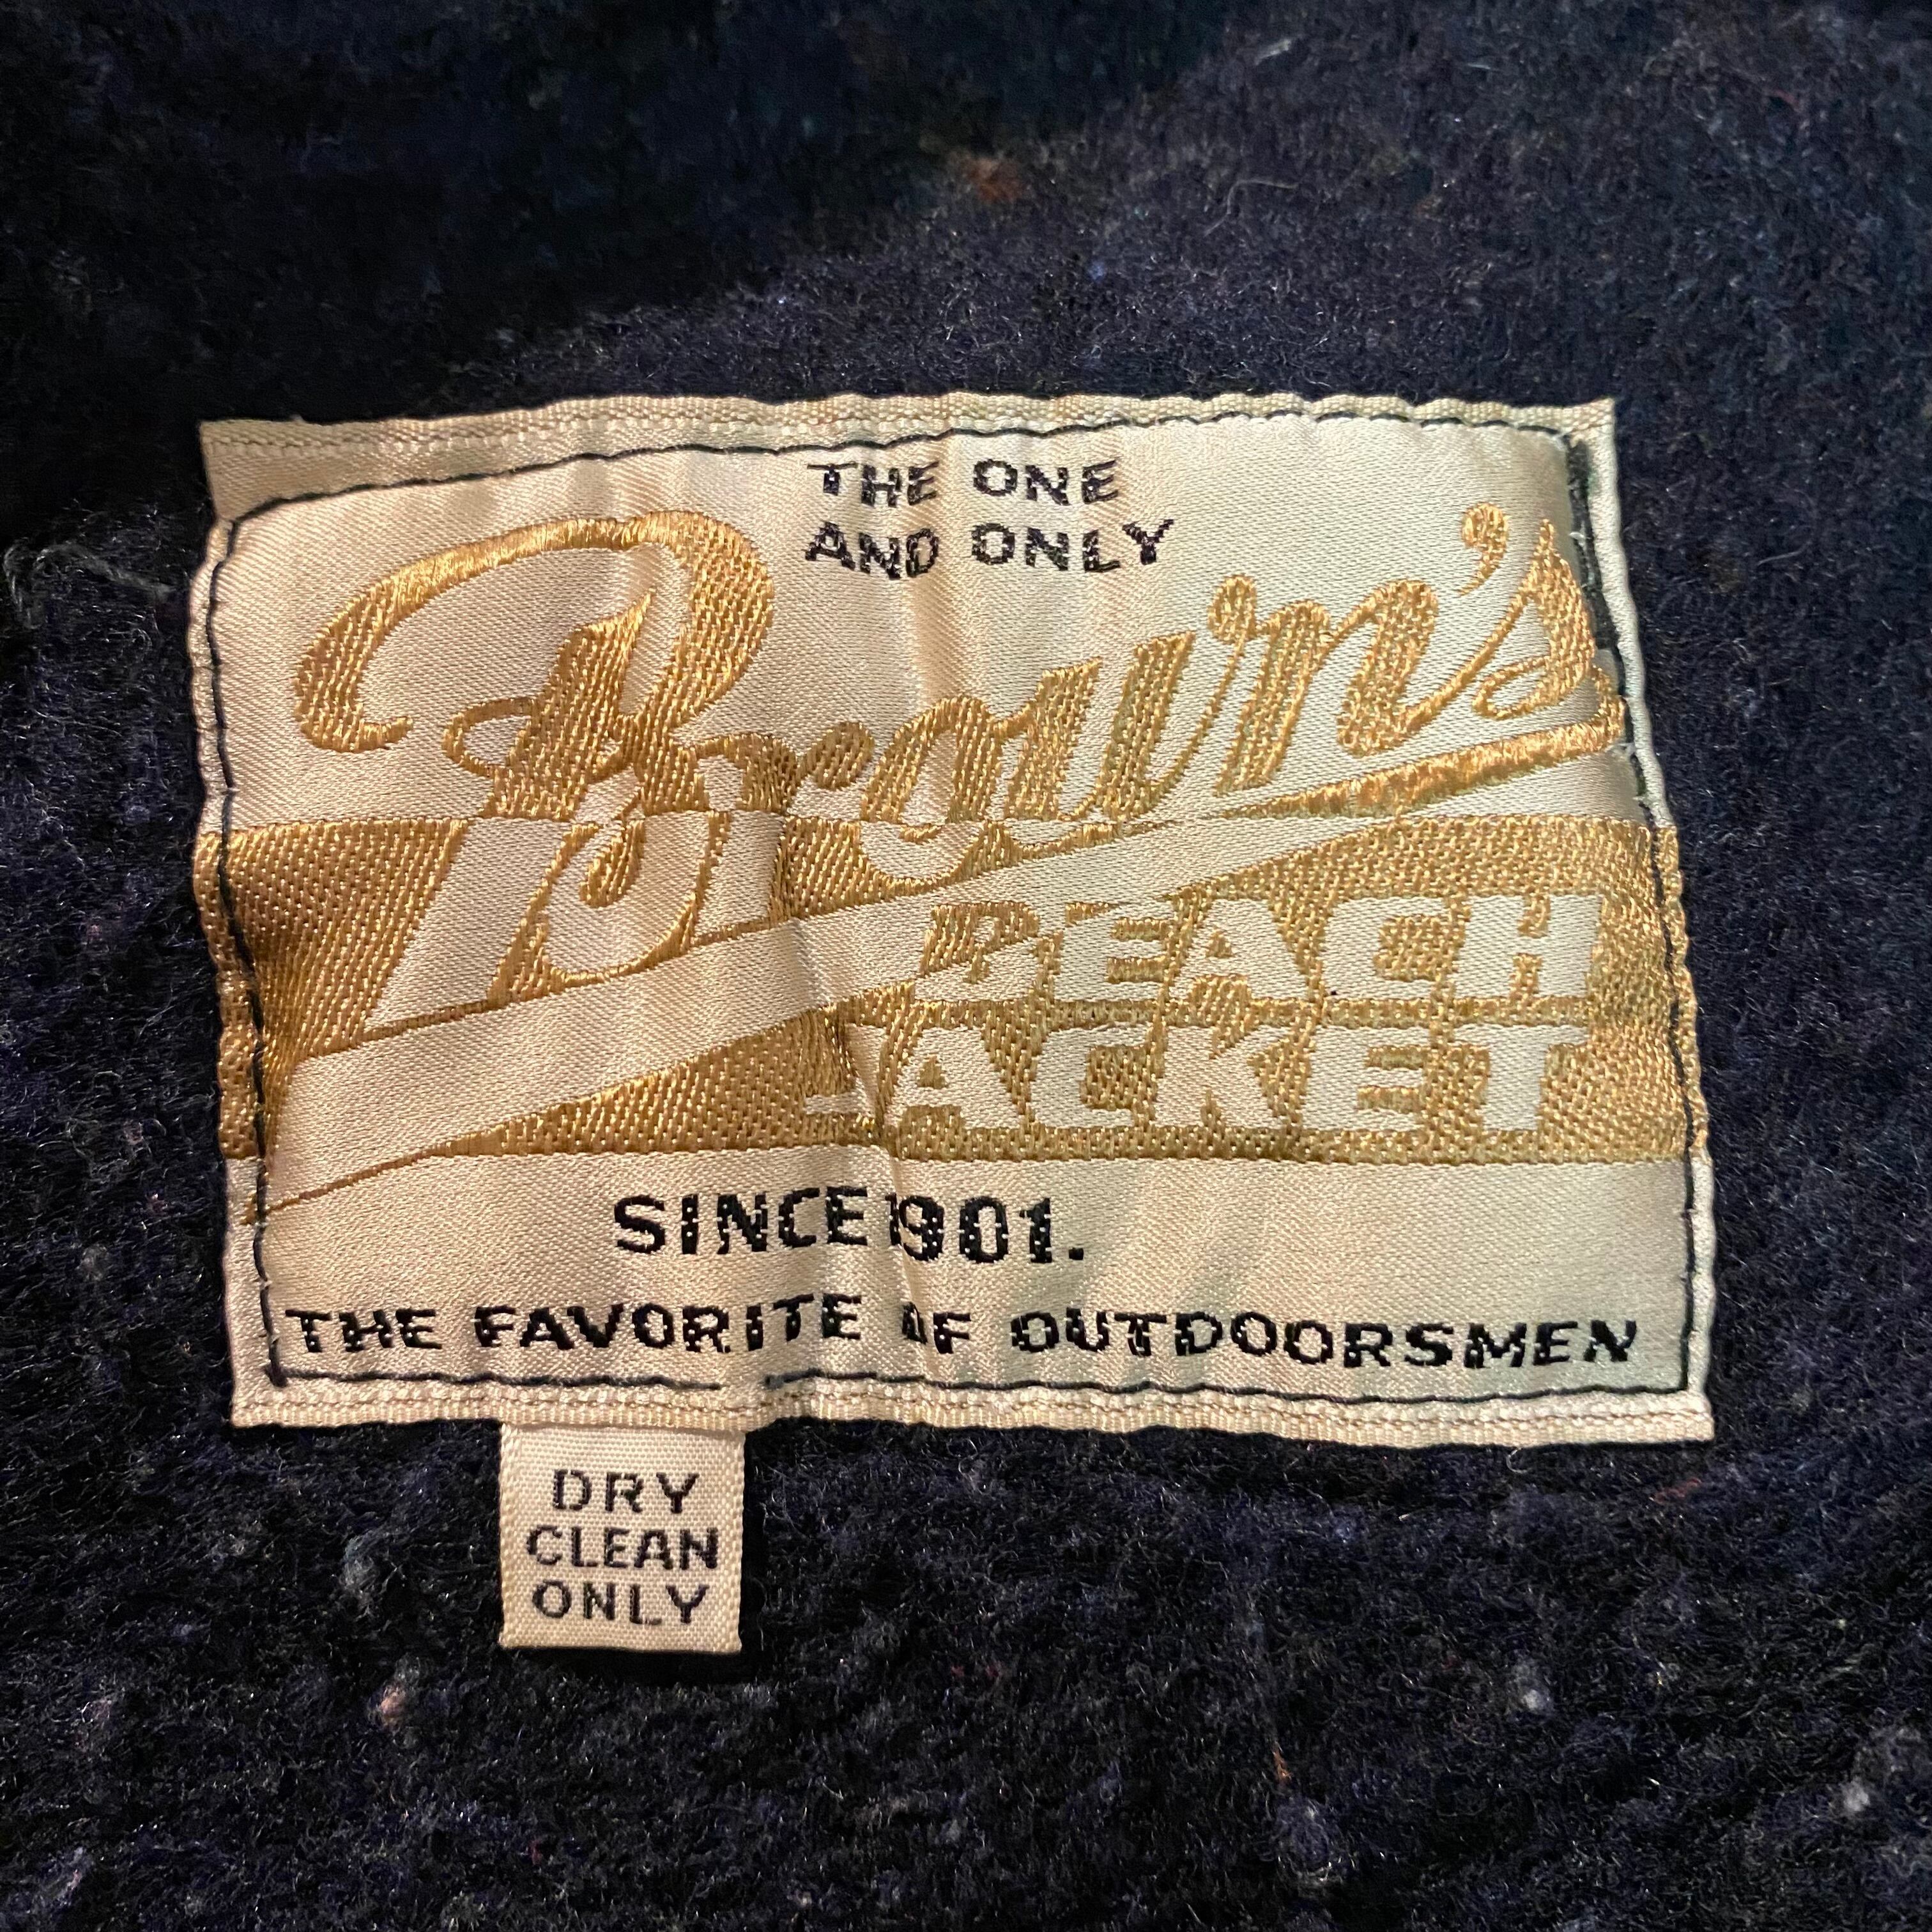 THE ONE
AND ONLY
Brown's
BEACH
JACKET
SINCE 1901.
THE FAVORITE OF OUTDOORSMEN
DRY
CLEAN
ONLY